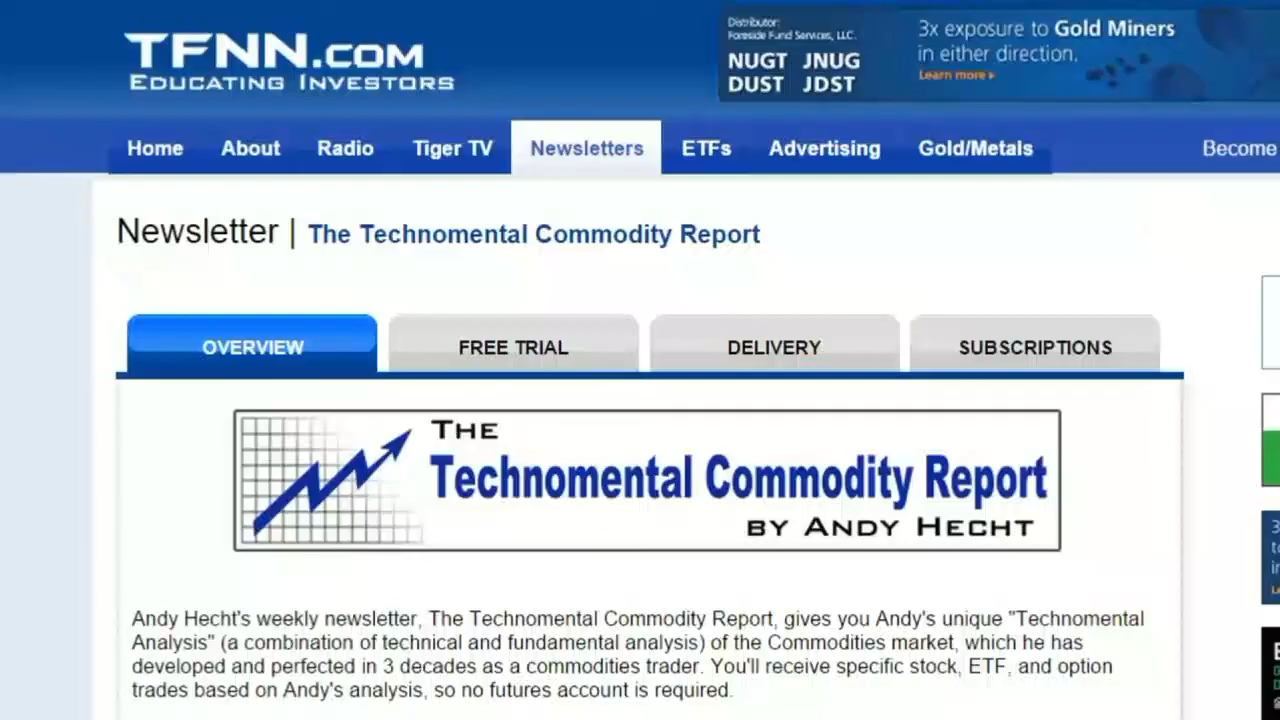 TFNN.COM
EDUCATING INVESTORS
Distributor:
Foreside Fund Services, LLC.
NUGT JNUG
DUST JDST
3x exposure to Gold Miners
in either direction.
Learn more
Home About Radio Tiger TV Newsletters ETFs Advertising Gold/Metals Become
Newsletter | The Technomental Commodity Report
OVERVIEW FREE TRIAL DELIVERY SUBSCRIPTIONS
THE
Technomental Commodity Report
BY ANDY HECHT
Andy Hecht's weekly newsletter, The Technomental Commodity Report, gives you Andy's unique "Technomental
Analysis" (a combination of technical and fundamental analysis) of the Commodities market, which he has
developed and perfected in 3 decades as a commodities trader. You'll receive specific stock, ETF, and option
trades based on Andy's analysis, so no futures account is required.